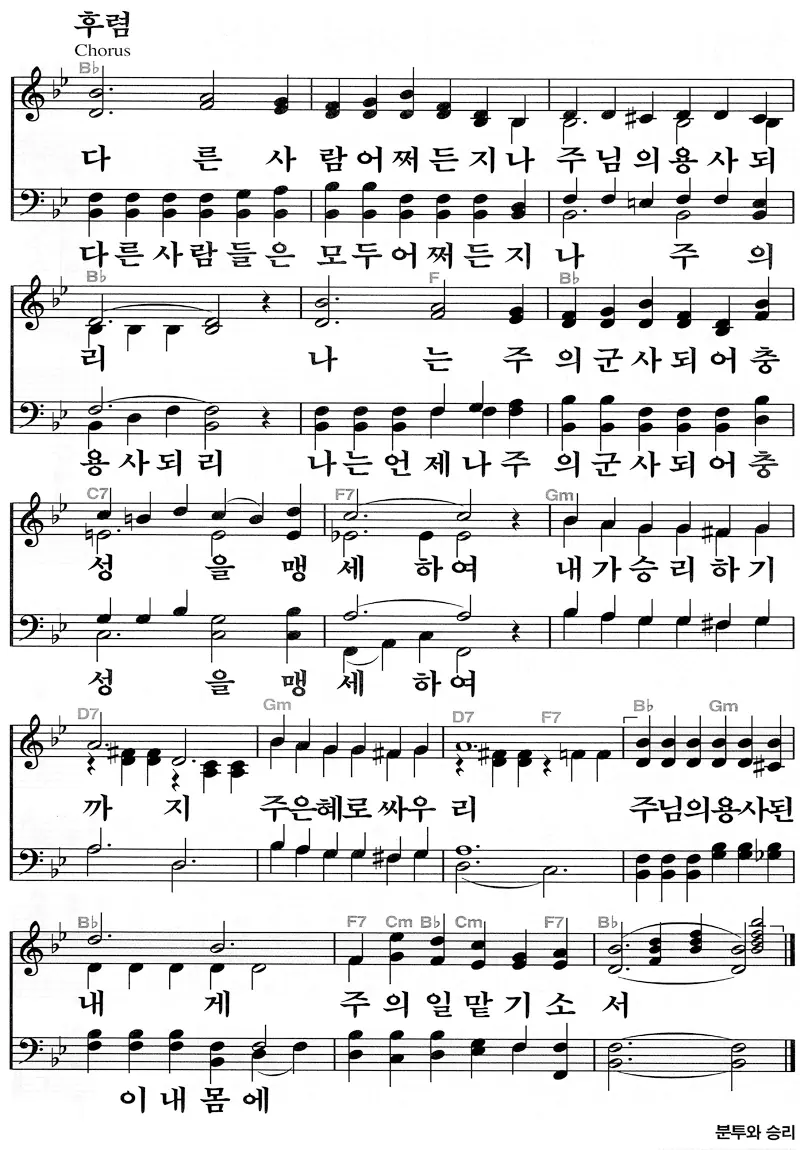 후렴
Chorus
B♭
다 른 사 람 어 쩌 든 지 나 주 님 의 용 사 되
다 른 사 람 들 은 모 두 어 쩌 든 지 나 주 의
B♭ F B♭
리 나 는 주 의 군 사 되 어 충
용 사 되 리 나 는 언 제 나 주 의 군 사 되 어 충
C7 F7 Gm
성 을 맹 세 하 여 내 가 승 리 하 기
성 을 맹 세 하 여
D7 Gm D7 F7 B♭ Gm
까 지 주 은 혜 로 싸 우 리 주 님 의 용 사 된
B♭ F7 Cm B♭ Cm F7 B♭
내 게 주 의 일 맡 기 소 서
이 내 몸 에
분투와 승리